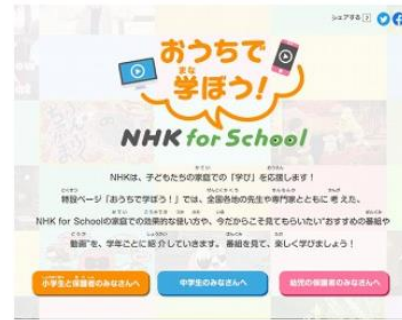 シェアする
おうちで
学ぼう!
まな
NHK for School
NHKは、子どもたちの家庭での「学び」を応援します!
特設ページ「おうちで学ぼう!」では、全国各地の先生や専門家とともに考えた、
NHK for Schoolの家庭での効果的な使い方や、今だからこそ見てもらいたい"おすすめの番組や
動画"を、学年ごとに紹介していきます。 番組を見て、楽しく学びましょう!
小学生と保護者のみなさんへ
中学生のみなさんへ
幼児の保護者のみなさんへ